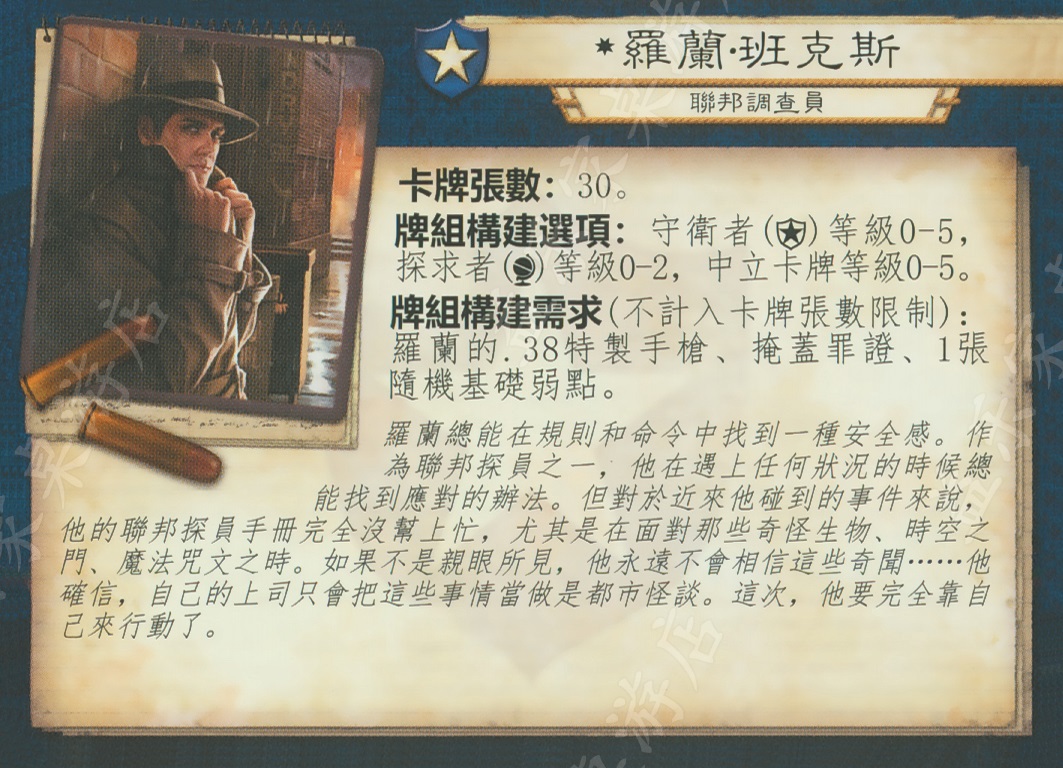 *羅蘭·班克斯
聯邦調查員
卡牌張數：30。
牌組構建選項：守衛者()等級0-5，
探求者()等級0-2，中立卡牌等級0-5。
牌組構建需求(不計入卡牌張數限制)：
羅蘭的.38特製手槍、掩蓋罪證、1張
隨機基礎弱點。
羅蘭總能在規則和命令中找到一種安全感。作
為聯邦探員之一，他在遇上任何狀況的時候總
能找到應對的辦法。但對於近來他碰到的事件來說，
他的聯邦探員手冊完全沒幫上忙，尤其是在面對那些奇怪生物、時空之
門、魔法咒文之時。如果不是親眼所見，他永遠不會相信這些奇聞……他
確信，自己的上司只會把這些事情當做是都市怪談。這次，他要完全靠自
己來行動了。